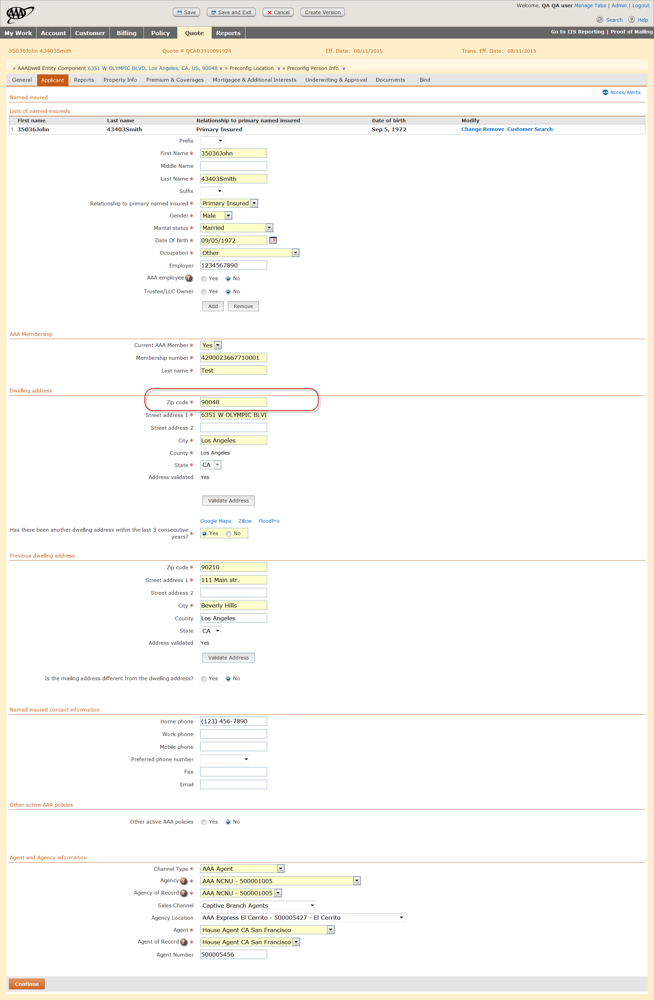 AAA
Save Save and Exit Cancel Create Version
Welcome, QA QA user Manage Tabs | Admin | Logout
Search ? Help
My Work Account Customer Billing Policy Quote Reports Go to IIS Reporting | Proof of Mailing
35036John 43403Smith Quote # QCAD3910091924 Eff. Date: 08/11/2015 Trans. Eff. Date: 08/11/2015
» AAADwell Entity Component 6351 W OLYMPIC BLVD, Los Angeles, CA, US, 90048 v » Preconfig Location v » Preconfig Person Info v
General Applicant Reports Property Info Premium & Coverages Mortgagee & Additional Interests Underwriting & Approval Documents Bind
Notes/Alerts
Named insured
Lists of named insureds
First name Last name Relationship to primary named insured Date of birth Modify
1. 35036John 43403Smith Primary Insured Sep 5, 1972 Change Remove Customer Search
Prefix
First Name * 35036John
Middle Name
Last Name * 43403Smith
Suffix
Relationship to primary named insured * Primary Insured
Gender * Male
Marital status * Married
Date Of Birth * 09/05/1972
Occupation * Other
Employer 1234567890
AAA employee ? Yes No
Trustee/LLC Owner Yes No
Add Remove
AAA Membership
Current AAA Member * Yes
Membership number * 4290023667710001
Last name * Test
Dwelling address
Zip code * 90048
Street address 1 * 6351 W OLYMPIC BLVD
Street address 2
City * Los Angeles
County * Los Angeles
State * CA
Address validated Yes
Validate Address
Google Maps Zillow FloodPro
Has there been another dwelling address within the last 3 consecutive
years? * Yes No
Previous dwelling address
Zip code * 90210
Street address 1 * 111 Main str.
Street address 2
City * Beverly Hills
County Los Angeles
State CA
Address validated Yes
Validate Address
Is the mailing address different from the dwelling address? Yes No
Named insured contact information
Home phone (123) 456-7890
Work phone
Mobile phone
Preferred phone number
Fax
Email
Other active AAA policies
Other active AAA policies Yes No
Agent and Agency information
Channel Type * AAA Agent
Agency ? * AAA NCNU - 500001005
Agency of Record ? * AAA NCNU - 500001005
Sales Channel Captive Branch Agents
Agency Location AAA Express El Cerrito - 500005427 - El Cerrito
Agent * House Agent CA San Francisco
Agent of Record ? * House Agent CA San Francisco
Agent Number 500005456
Continue